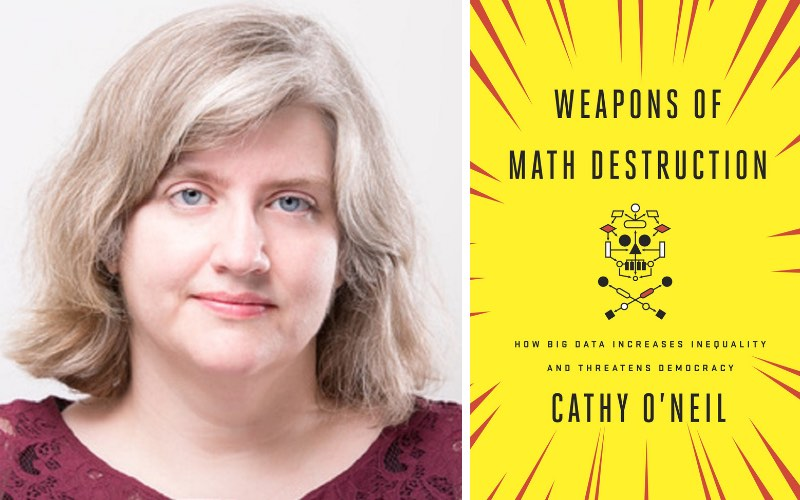 WEAPONS OF
MATH DESTRUCTION
HOW BIG DATA INCREASES INEQUALITY
AND THREATENS DEMOCRACY
CATHY O'NEIL